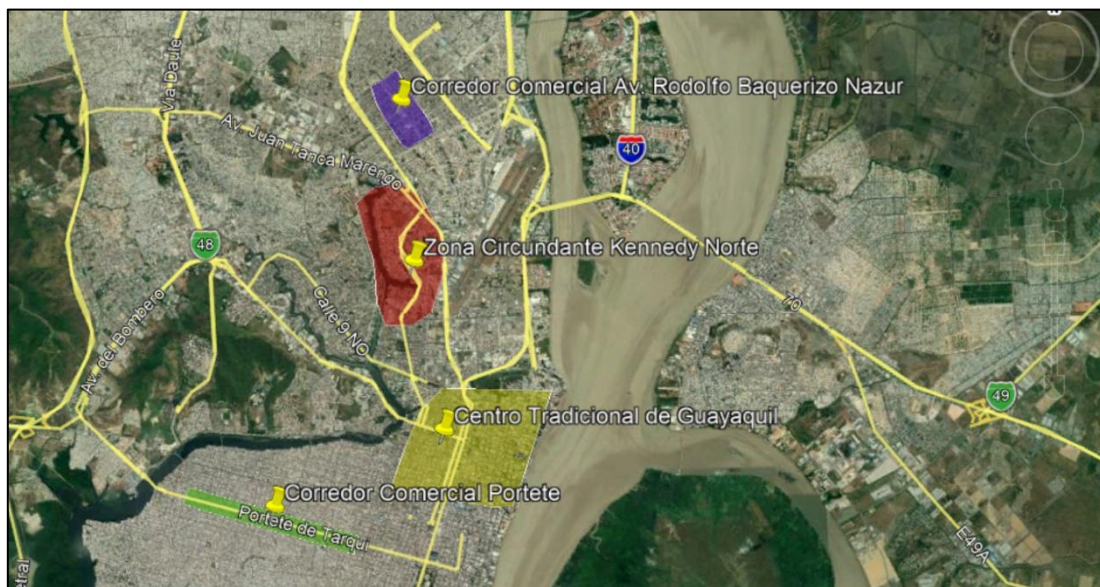 Vía Daule
Corredor Comercial Av. Rodolfo Baquerizo Nazur
Av. Juan Tanca Marengo
40
48
Zona Circundante Kennedy Norte
Calle 9 NO
70
Av. del Bombero
49
Centro Tradicional de Guayaquil
Corredor Comercial Portete
Portete de Tarqui
E49A
etral